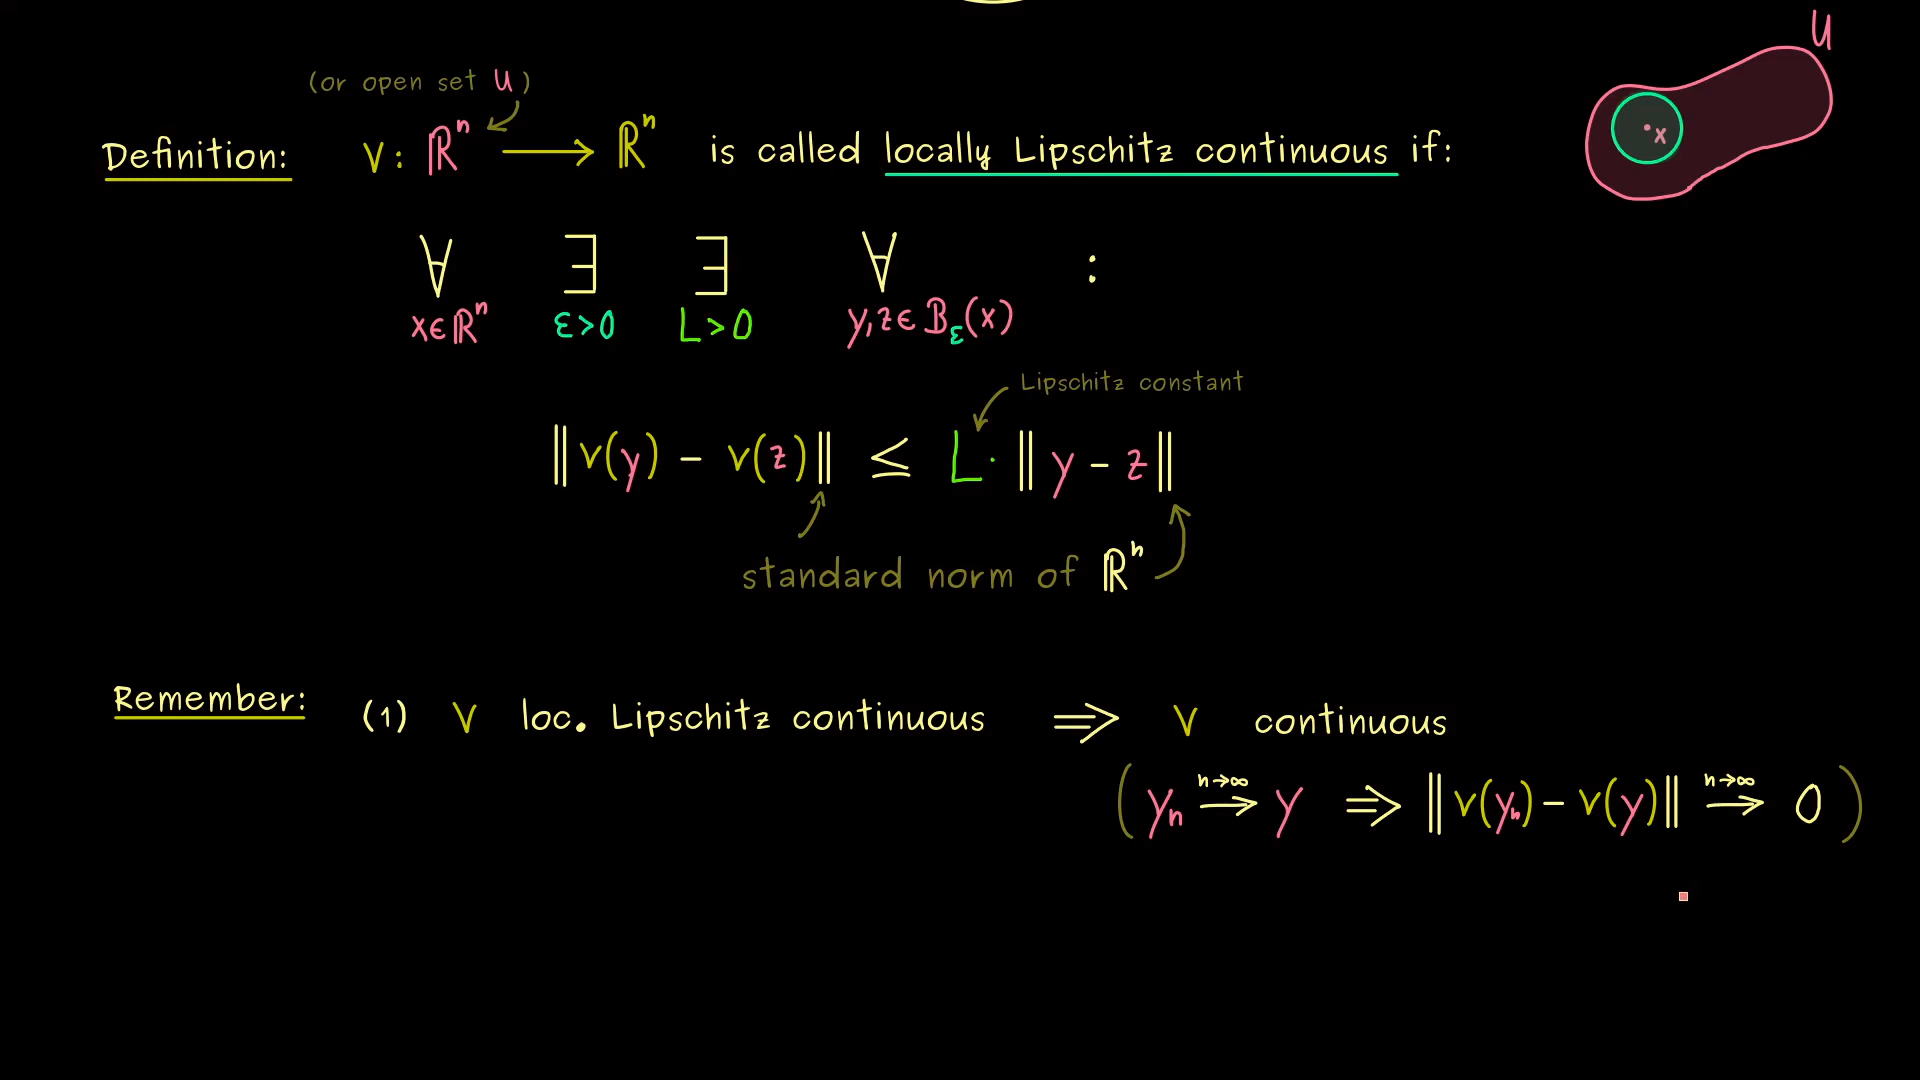 U
(or open set U)
Definition: v: ℝⁿ ⟶ ℝⁿ is called locally Lipschitz continuous if:
∀ ∃ ∃ ∀ :
x∈ℝⁿ ε>0 L>0 y,z∈B_ε(x)
x
Lipschitz constant
‖v(y) − v(z)‖ ≤ L·‖y − z‖
standard norm of ℝⁿ
Remember: (1) v loc. Lipschitz continuous ⟹ v continuous
(yₙ ⟶ y (n→∞) ⟹ ‖v(yₙ) − v(y)‖ ⟶ 0 (n→∞))